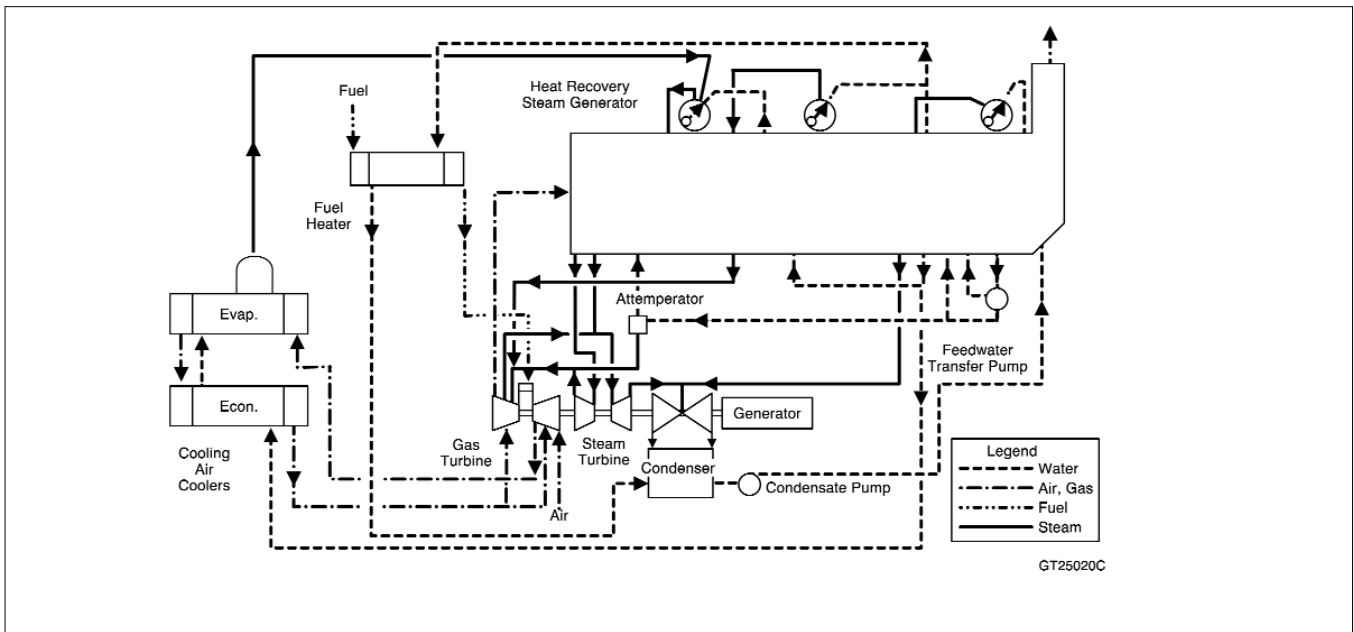 Heat Recovery
Steam Generator
Fuel
Fuel
Heater
Evap.
Attemperator
Feedwater
Transfer Pump
Econ.
Generator
Cooling
Air
Coolers
Gas
Turbine
Steam
Turbine
Condenser
Condensate Pump
Air
Legend
Water
Air, Gas
Fuel
Steam
GT25020C